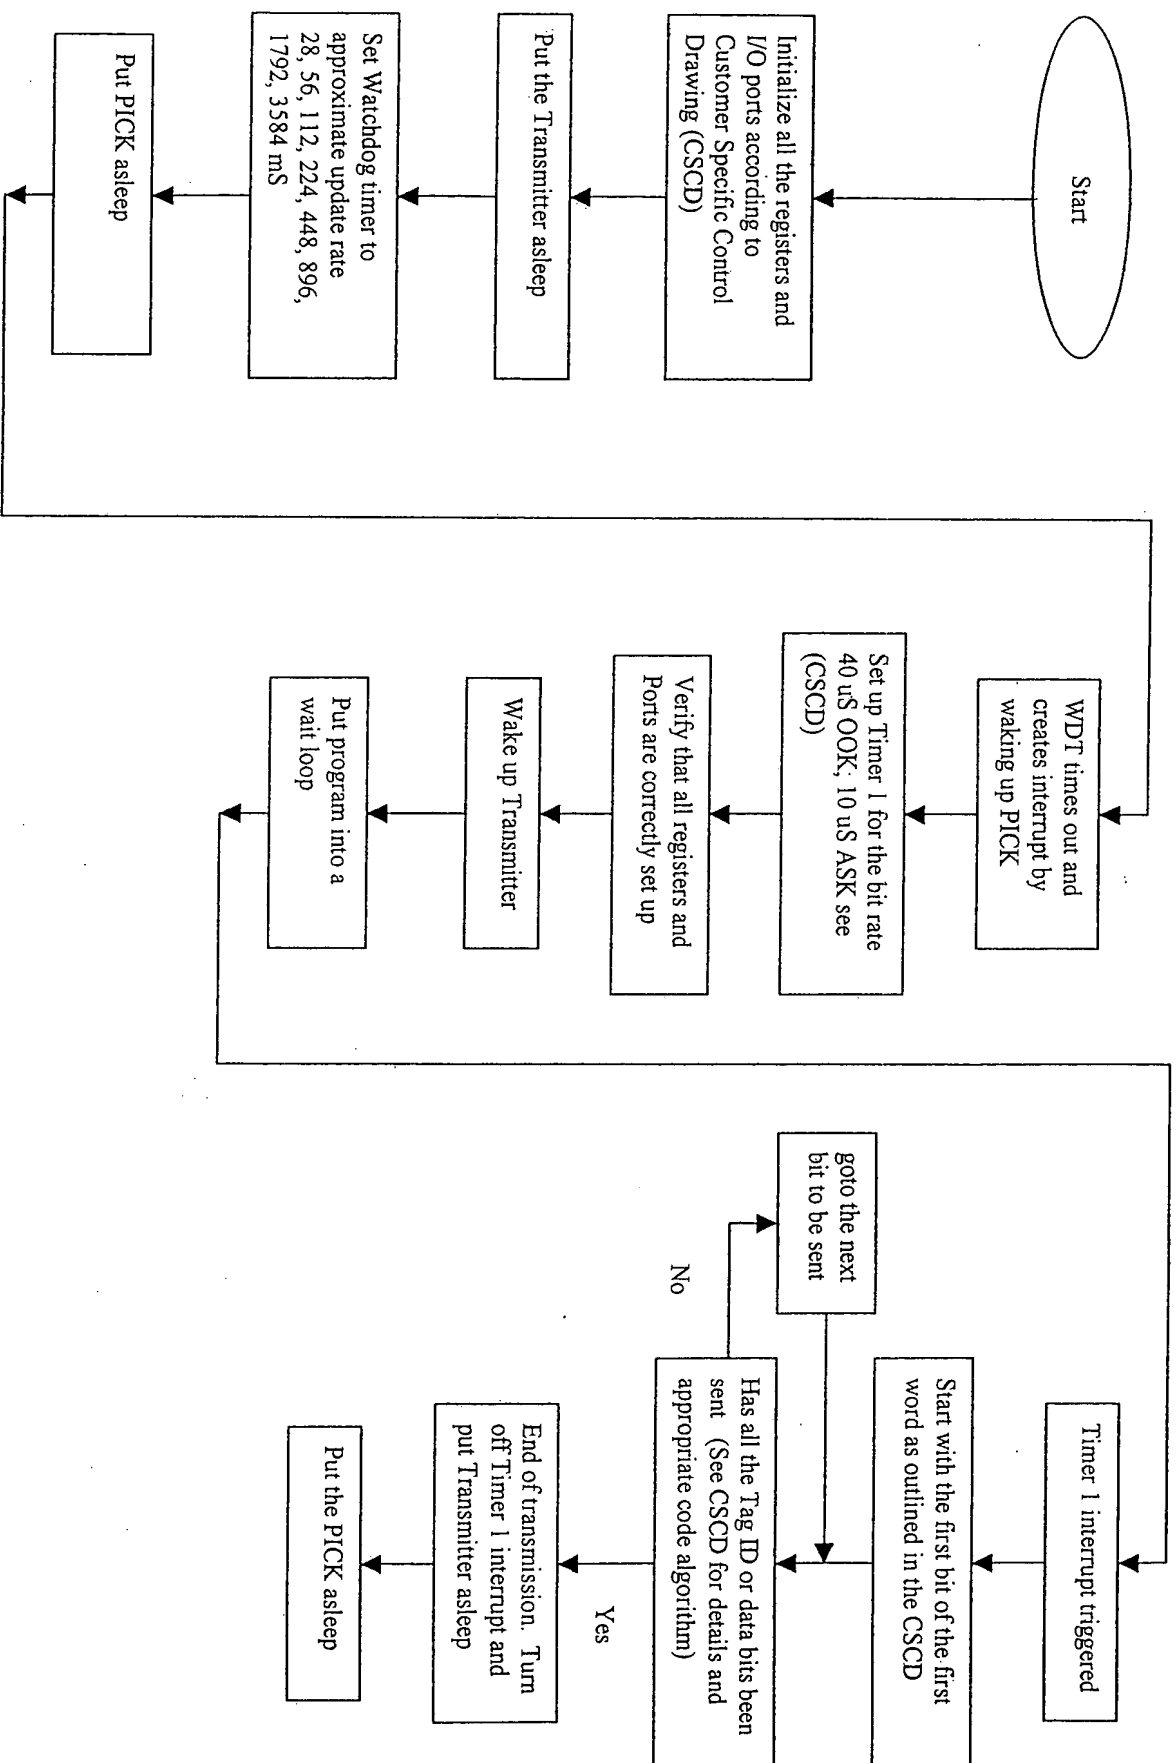 Start
Initialize all the registers and
I/O ports according to
Customer Specific Control
Drawing (CSCD)
Put the Transmitter asleep
Set Watchdog timer to
approximate update rate
28, 56, 112, 224, 448, 896,
1792, 3584 mS
Put PICK asleep
WDT times out and
creates interrupt by
waking up PICK
Set up Timer 1 for the bit rate
40 uS OOK; 10 uS ASK see
(CSCD)
Verify that all registers and
Ports are correctly set up
Wake up Transmitter
Put program into a
wait loop
Timer 1 interrupt triggered
Start with the first bit of the first
word as outlined in the CSCD
goto the next
bit to be sent
Has all the Tag ID or data bits been
sent (See CSCD for details and
appropriate code algorithm)
No
Yes
End of transmission. Turn
off Timer 1 interrupt and
put Transmitter asleep
Put the PICK asleep